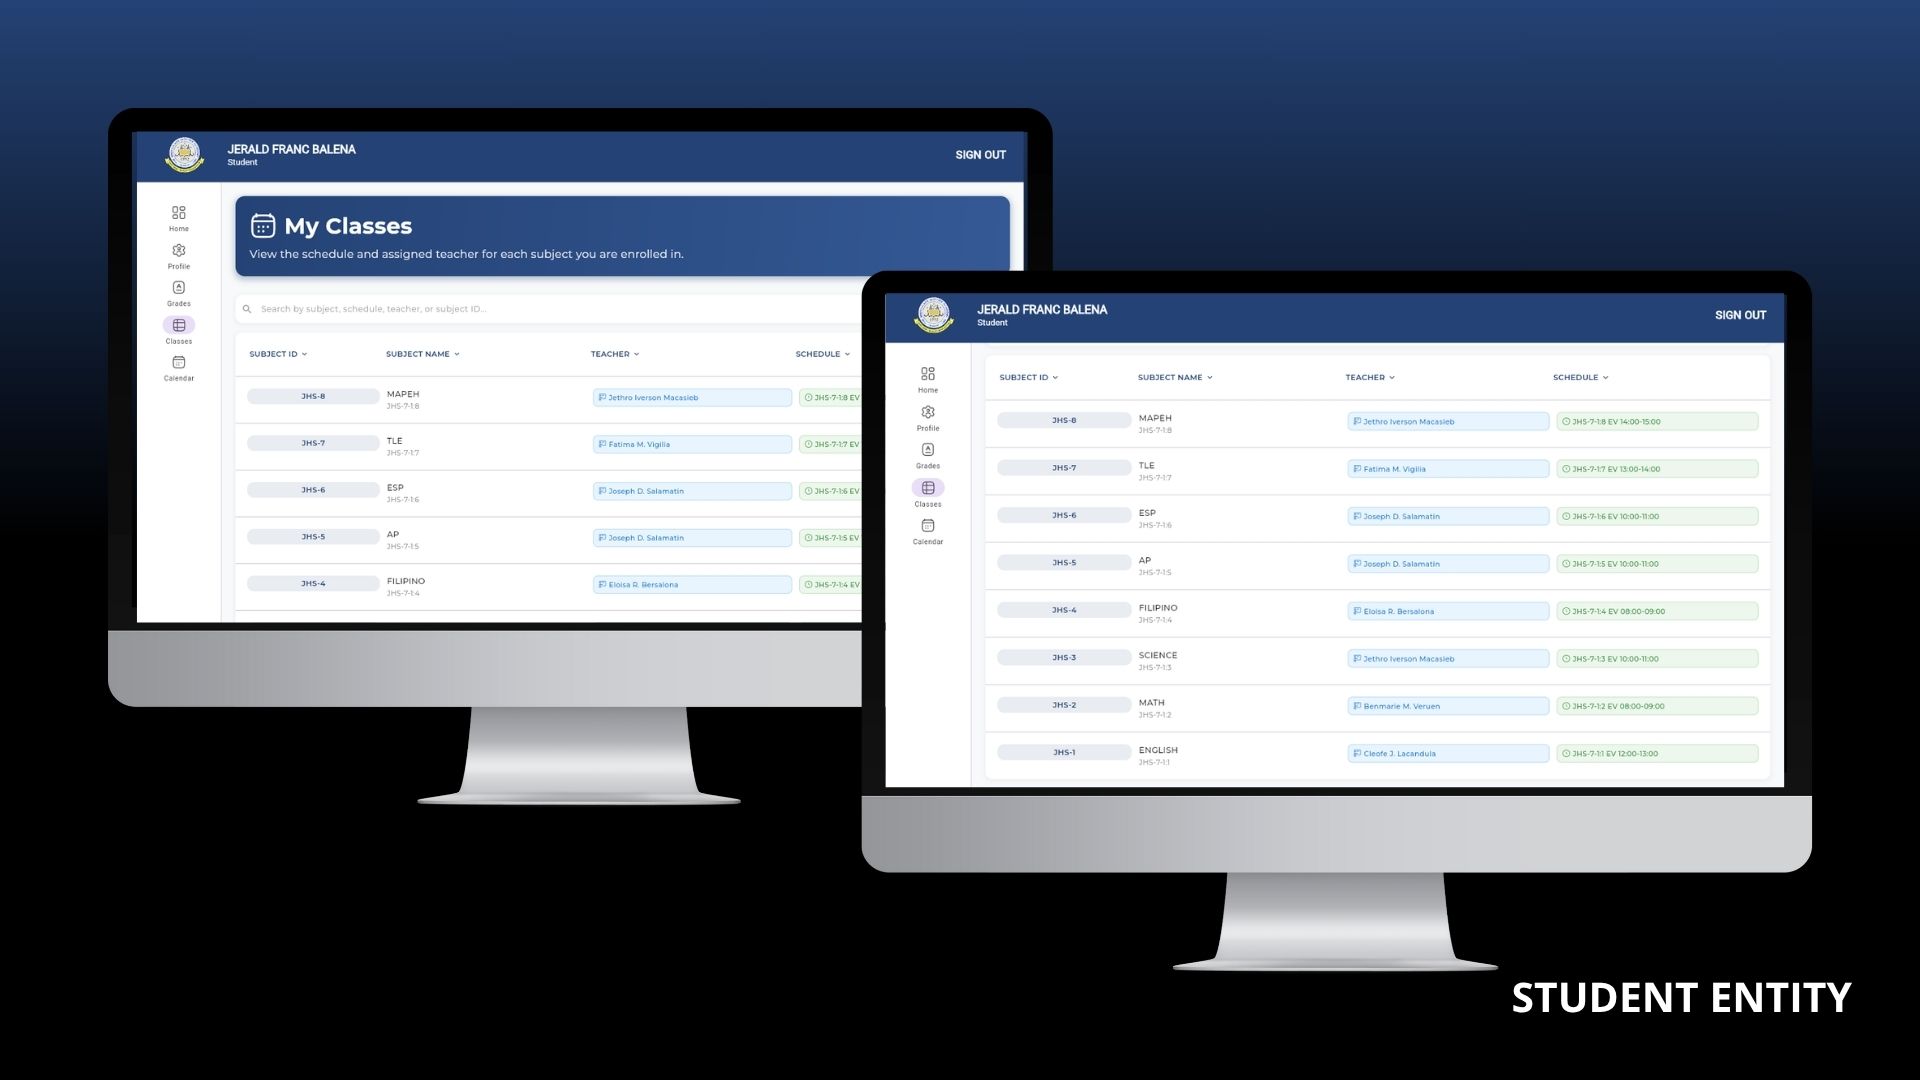 JERALD FRANC BALENA
Student
SIGN OUT
Home
Profile
Grades
Classes
Calendar
My Classes
View the schedule and assigned teacher for each subject you are enrolled in.
Search by subject, schedule, teacher, or subject ID...
SUBJECT ID SUBJECT NAME TEACHER SCHEDULE
JHS-8 MAPEH Jethro Iverson Macasieb JHS-7-1:8 EV
JHS-7-1:8
JHS-7 TLE Fatima M. Vigilia JHS-7-1:7 EV
JHS-7-1:7
JHS-6 ESP Joseph D. Salamatin JHS-7-1:6 EV
JHS-7-1:6
JHS-5 AP Joseph D. Salamatin JHS-7-1:5 EV
JHS-7-1:5
JHS-4 FILIPINO Eloisa R. Bersalona JHS-7-1:4 EV
JHS-7-1:4
JERALD FRANC BALENA
Student
SIGN OUT
Home
Profile
Grades
Classes
Calendar
SUBJECT ID SUBJECT NAME TEACHER SCHEDULE
JHS-8 MAPEH Jethro Iverson Macasieb JHS-7-1:8 EV 14:00-15:00
JHS-7-1:8
JHS-7 TLE Fatima M. Vigilia JHS-7-1:7 EV 13:00-14:00
JHS-7-1:7
JHS-6 ESP Joseph D. Salamatin JHS-7-1:6 EV 10:00-11:00
JHS-7-1:6
JHS-5 AP Joseph D. Salamatin JHS-7-1:5 EV 10:00-11:00
JHS-7-1:5
JHS-4 FILIPINO Eloisa R. Bersalona JHS-7-1:4 EV 08:00-09:00
JHS-7-1:4
JHS-3 SCIENCE Jethro Iverson Macasieb JHS-7-1:3 EV 10:00-11:00
JHS-7-1:3
JHS-2 MATH Benmarie M. Veruen JHS-7-1:2 EV 08:00-09:00
JHS-7-1:2
JHS-1 ENGLISH Cleofe J. Lacandula JHS-7-1:1 EV 12:00-13:00
JHS-7-1:1
STUDENT ENTITY